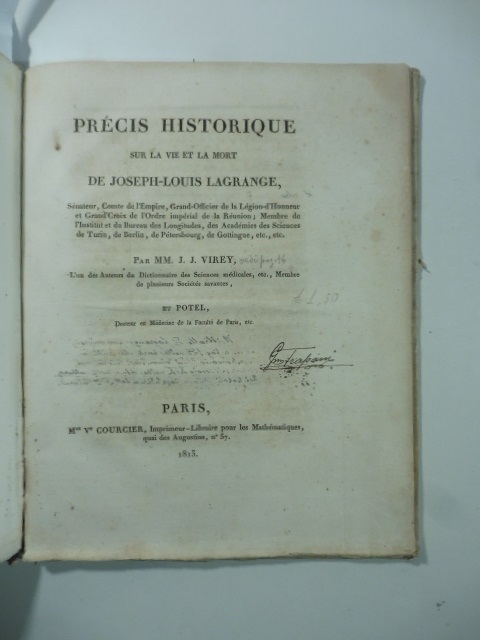 PRÉCIS HISTORIQUE
SUR LA VIE ET LA MORT
DE JOSEPH-LOUIS LAGRANGE,
Sénateur, Comte de l'Empire, Grand-Officier de la Légion-d'Honneur
et Grand'Croix de l'Ordre impérial de la Réunion; Membre de
l'Institut et du Bureau des Longitudes, des Académies des Sciences
de Turin, de Berlin, de Pétersbourg, de Gottingue, etc., etc.
PAR MM. J. J. VIREY,
L'un des Auteurs du Dictionnaire des Sciences médicales, etc., Membre
de plusieurs Sociétés savantes,
ET POTEL,
Docteur en Médecine de la Faculté de Paris, etc.
PARIS,
Mme Ve COURCIER, Imprimeur-Libraire pour les Mathématiques,
quai des Augustins, n° 57.
1813.